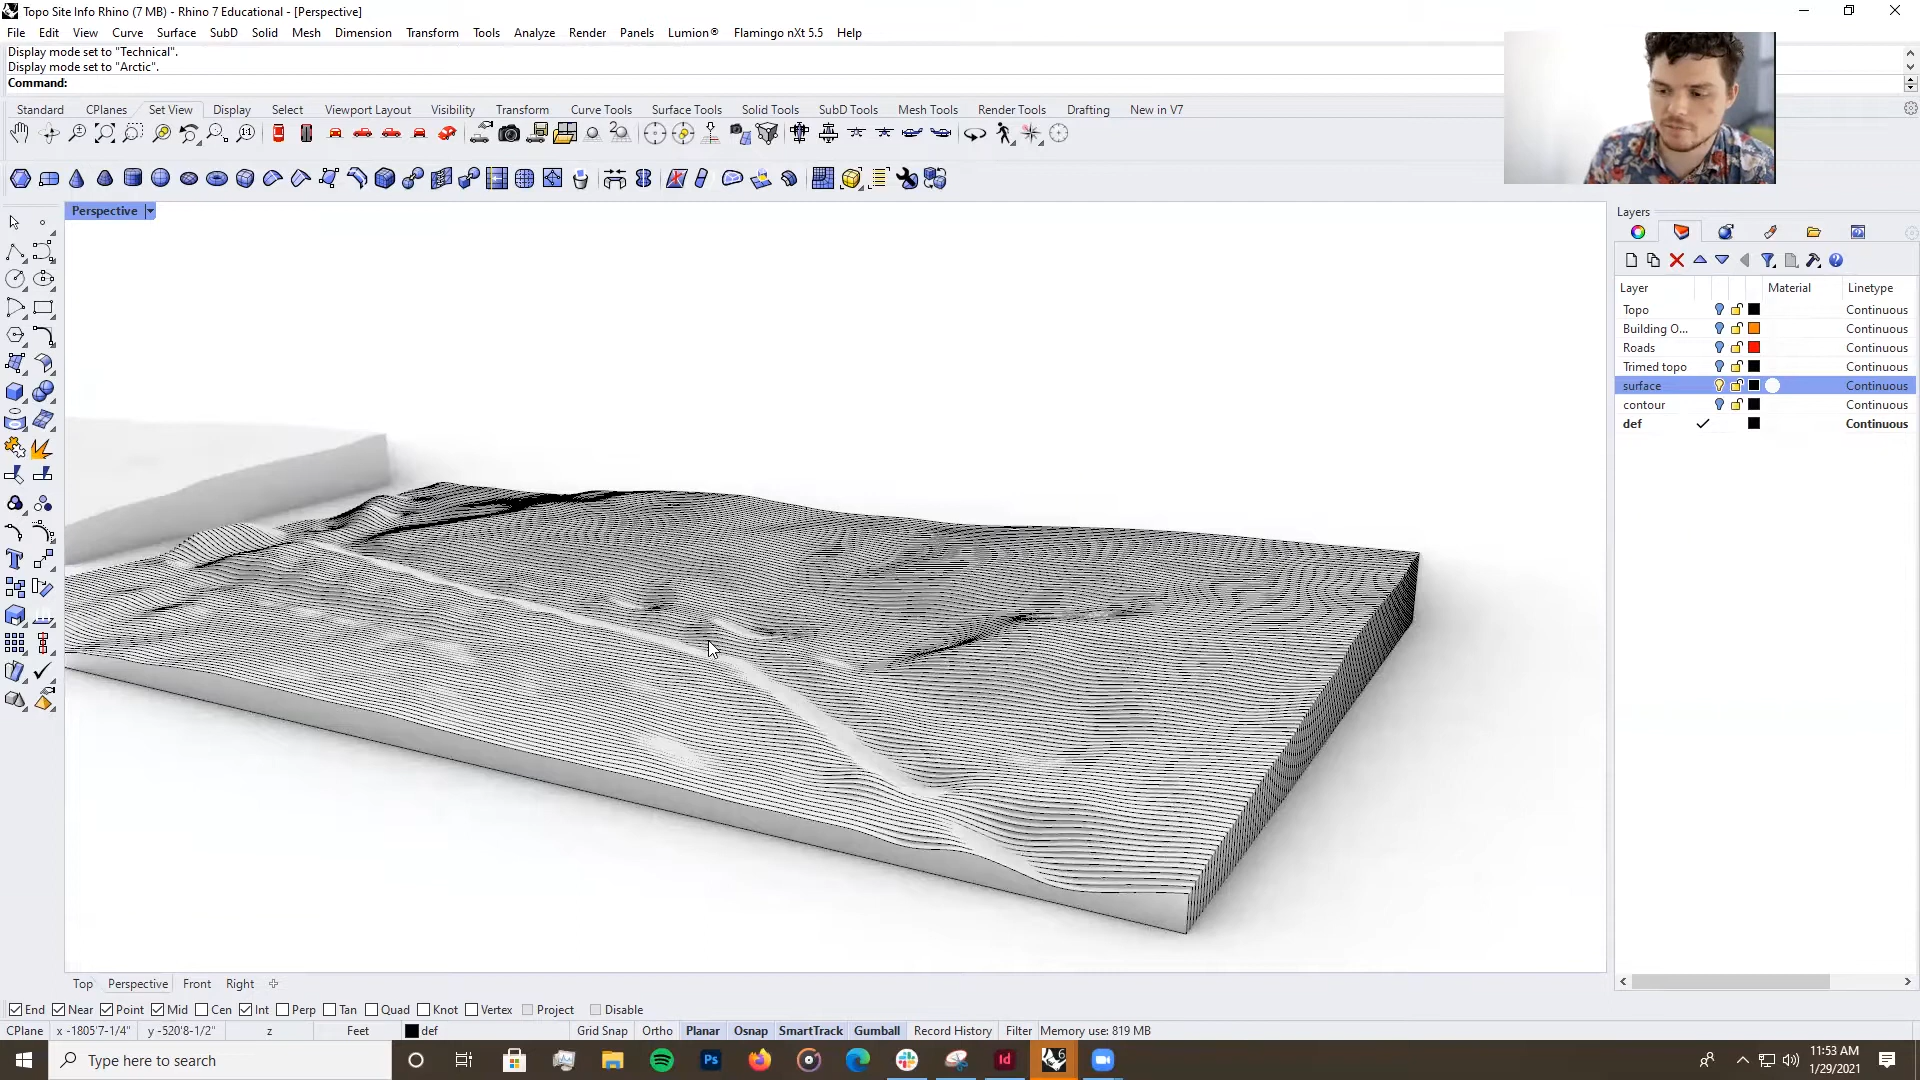 Topo Site Info Rhino (7 MB) - Rhino 7 Educational - [Perspective]
File Edit View Curve Surface SubD Solid Mesh Dimension Transform Tools Analyze Render Panels Lumion® Flamingo nXt 5.5 Help
Display mode set to "Technical".
Display mode set to "Arctic".
Command:
Standard CPlanes Set View Display Select Viewport Layout Visibility Transform Curve Tools Surface Tools Solid Tools SubD Tools Mesh Tools Render Tools Drafting New in V7
Perspective
Layers
Layer Material Linetype
Topo Continuous
Building O... Continuous
Roads Continuous
Trimed topo Continuous
surface Continuous
contour Continuous
def Continuous
Top Perspective Front Right
End Near Point Mid Cen Int Perp Tan Quad Knot Vertex Project Disable
CPlane x -1805'7-1/4" y -520'8-1/2" z Feet def Grid Snap Ortho Planar Osnap SmartTrack Gumball Record History Filter Memory use: 819 MB
Type here to search
Ps
Id
6
11:53 AM
1/29/2021